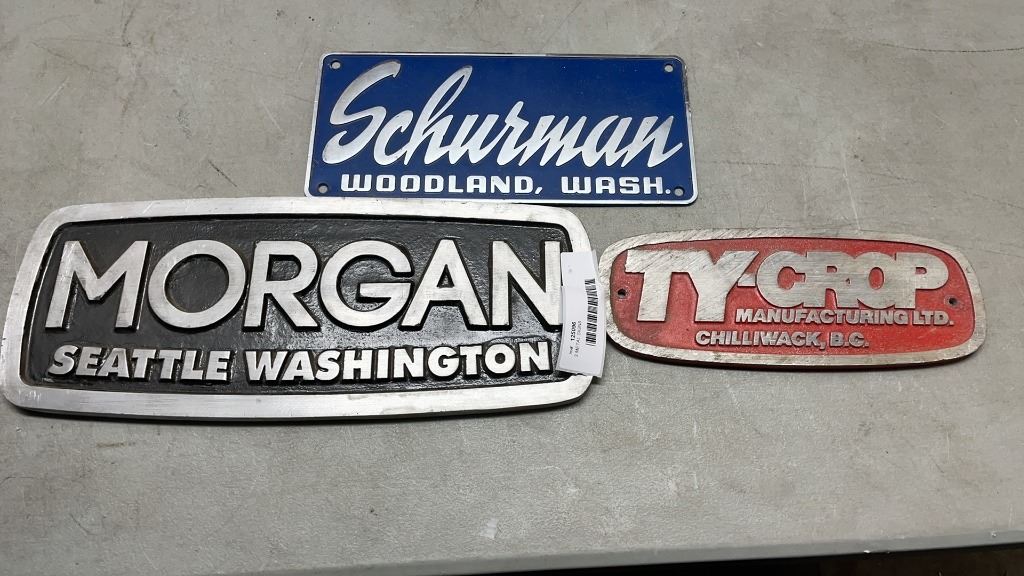 Schurman
WOODLAND, WASH.
MORGAN
SEATTLE WASHINGTON
TY-CROP
MANUFACTURING LTD.
CHILLIWACK, B.C.